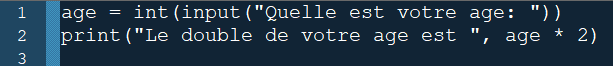 1 age = int(input("Quelle est votre age: "))
2 print("Le double de votre age est ", age * 2)
3